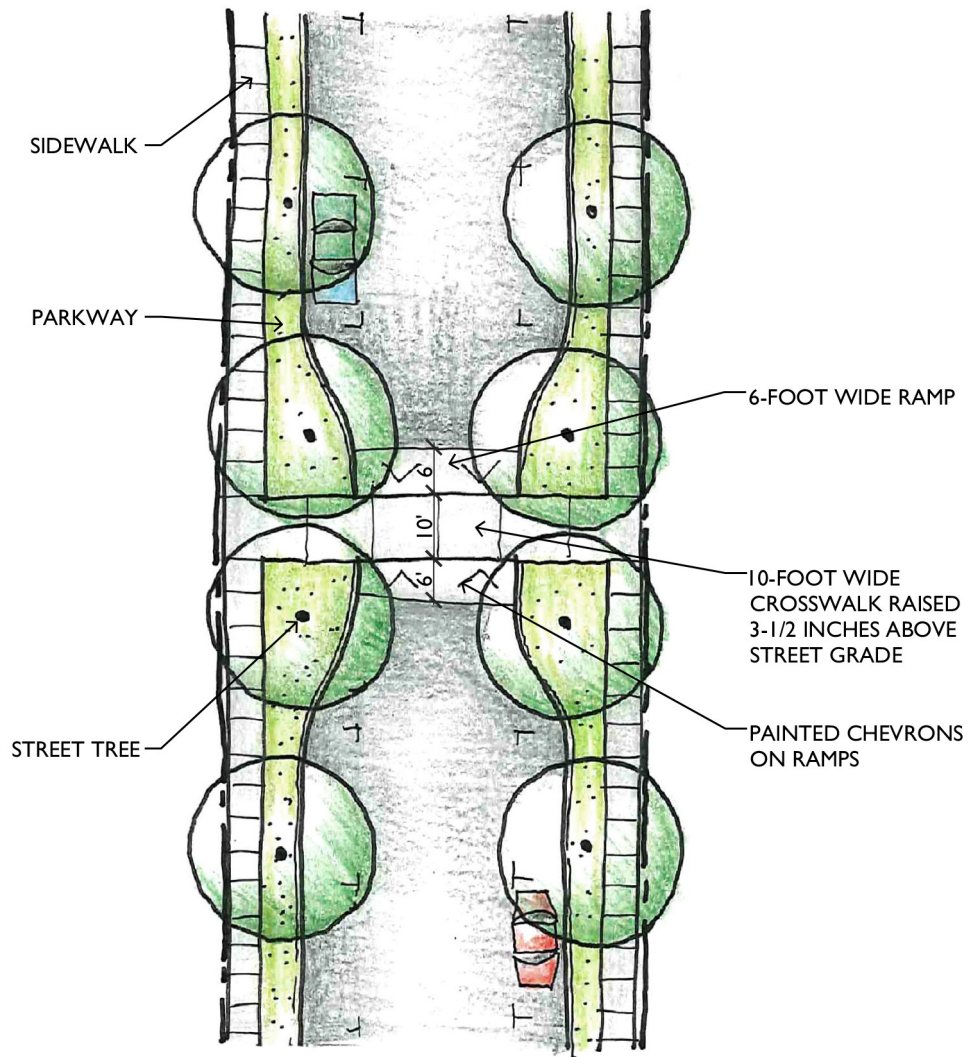 SIDEWALK
PARKWAY
6-FOOT WIDE RAMP
6'
10'
6'
10-FOOT WIDE
CROSSWALK RAISED
3-1/2 INCHES ABOVE
STREET GRADE
STREET TREE
PAINTED CHEVRONS
ON RAMPS